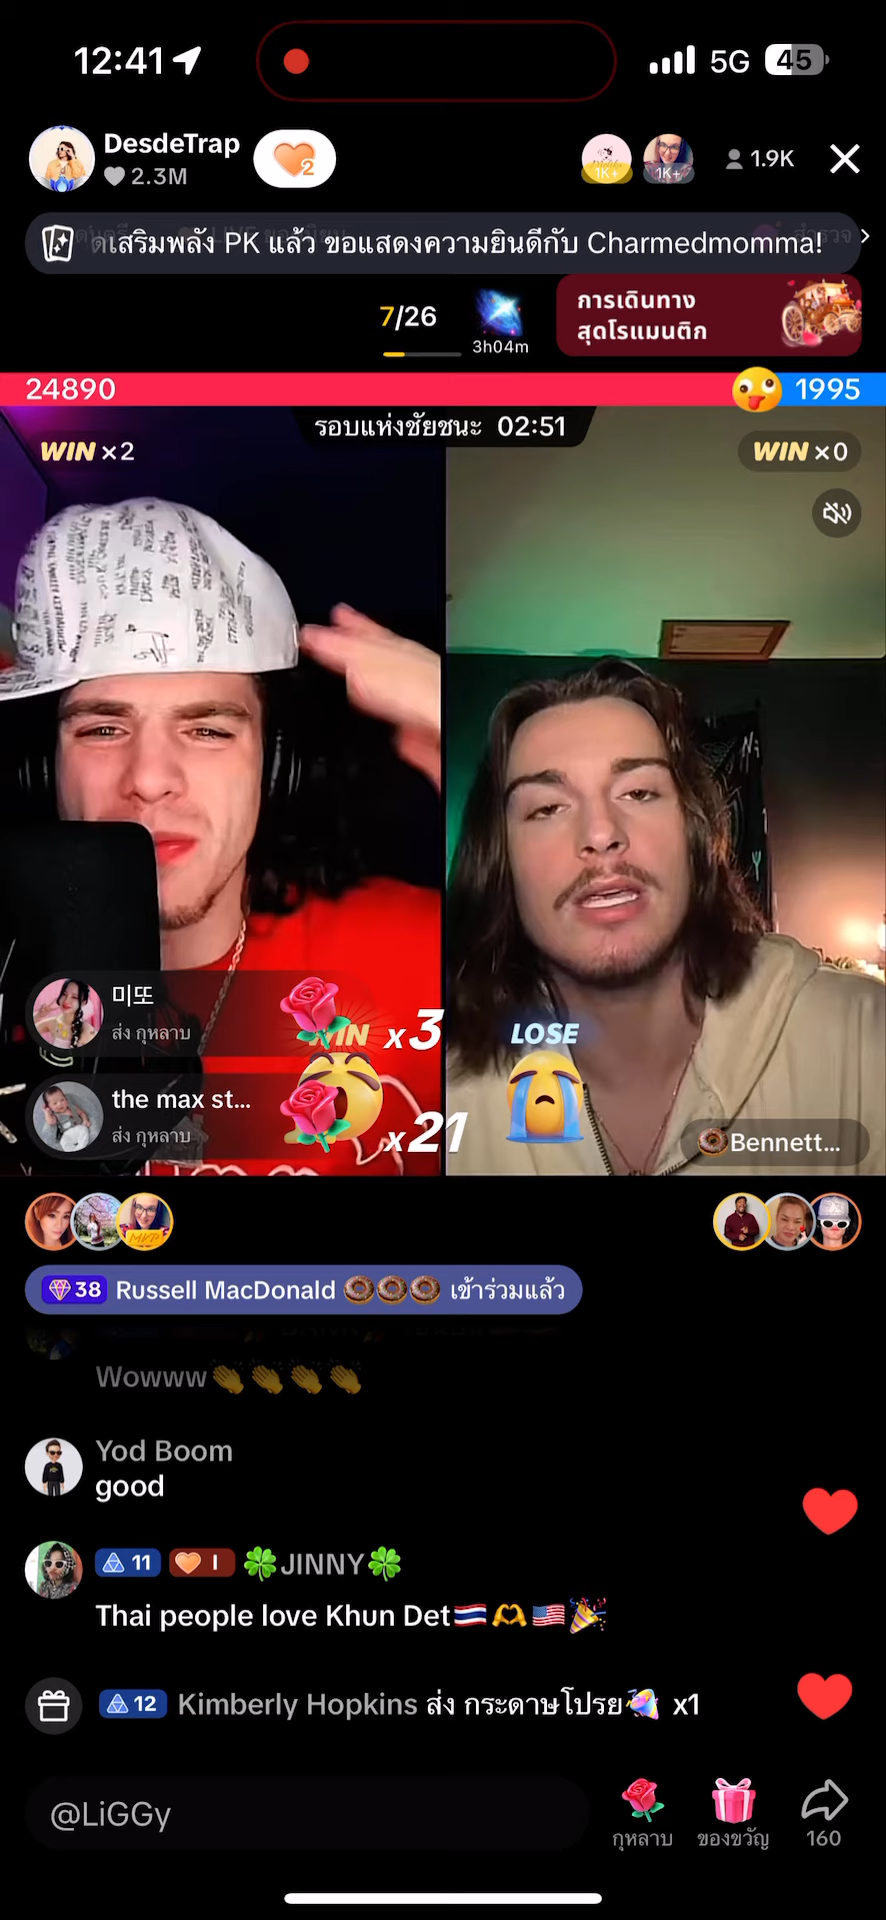 12:41
5G
45
DesdeTrap
2
2.3M
1K+
1K+
1.9K
ดเสริมพลัง PK แล้ว ขอแสดงความยินดีกับ Charmedmomma!
7/26
3h04m
การเดินทาง
สุดโรแมนติก
24890
1995
รอบแห่งชัยชนะ 02:51
WIN x2
WIN x0
미또
ส่ง กุหลาบ
WIN
x3
LOSE
the max st...
ส่ง กุหลาบ
x21
Bennett...
MVP
38 Russell MacDonald เข้าร่วมแล้ว
Wowww👏👏👏👏
Yod Boom
good
11 I 🍀JINNY🍀
Thai people love Khun Det🇹🇭🫶🇺🇸🎉
12 Kimberly Hopkins ส่ง กระดาษโปรย x1
@LiGGy
กุหลาบ
ของขวัญ
160